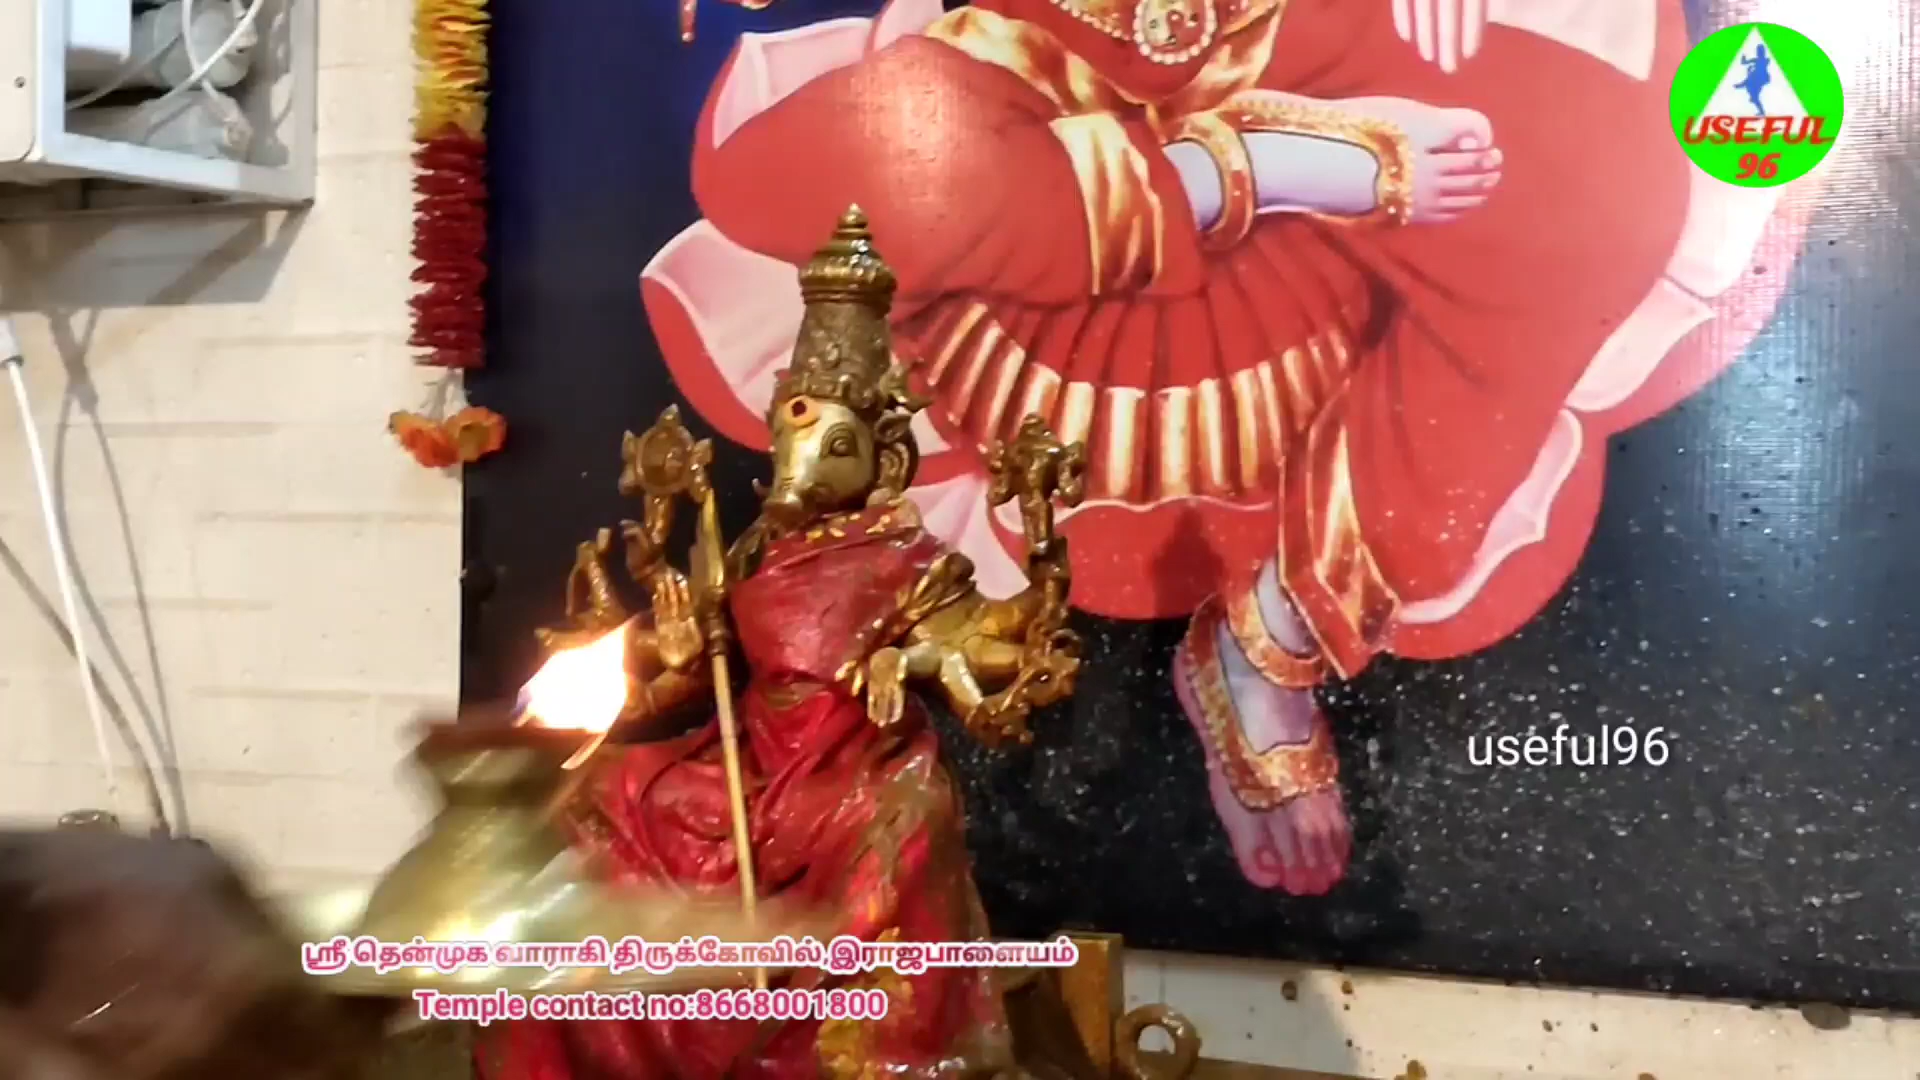 USEFUL
96
useful96
ஸ்ரீ தென்முக வாராகி திருக்கோவில்,இராஜபாளையம்
Temple contact no:8668001800